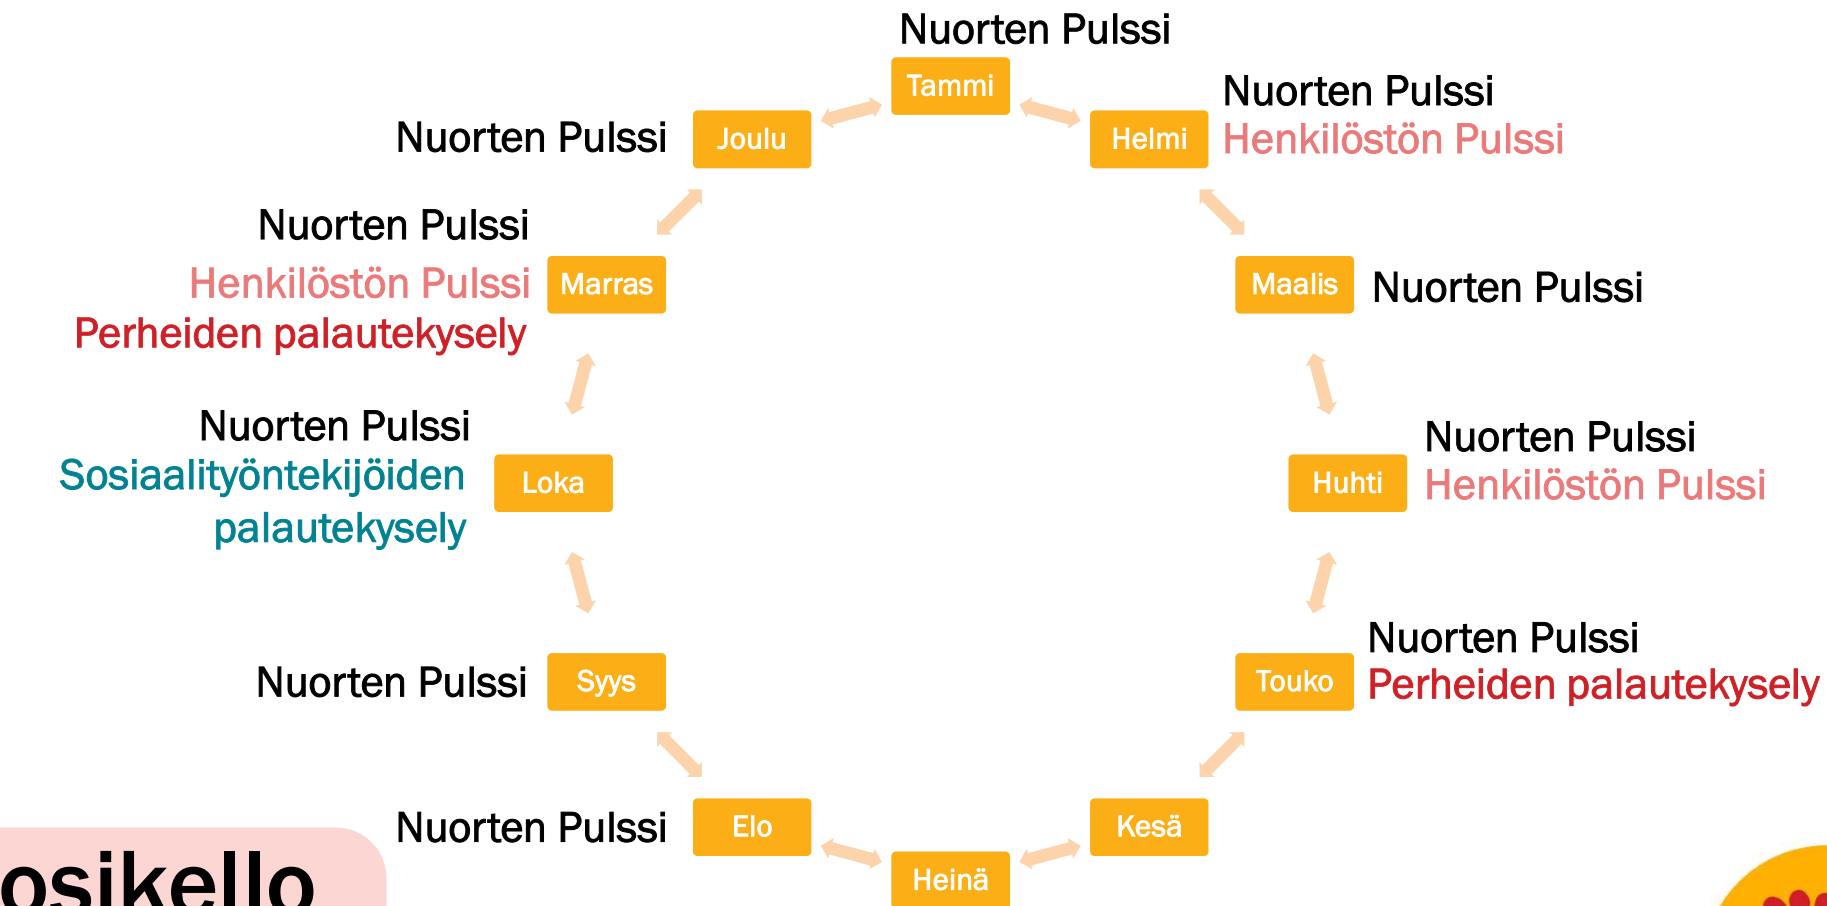 Nuorten Pulssi
Tammi
Nuorten Pulssi
Helmi
Henkilöstön Pulssi
Maalis
Nuorten Pulssi
Nuorten Pulssi
Huhti
Henkilöstön Pulssi
Nuorten Pulssi
Touko
Perheiden palautekysely
Kesä
Heinä
Nuorten Pulssi
Elo
Nuorten Pulssi
Syys
Nuorten Pulssi
Sosiaalityöntekijöiden
palautekysely
Loka
Nuorten Pulssi
Henkilöstön Pulssi
Marras
Perheiden palautekysely
Nuorten Pulssi
Joulu
osikello